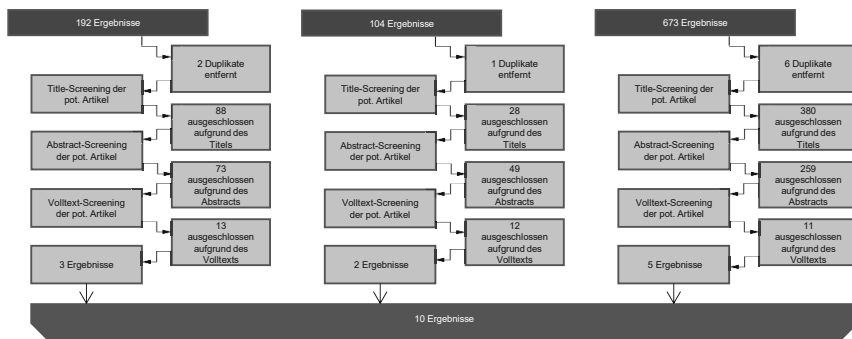 192 Ergebnisse
2 Duplikate
entfernt
Title-Screening der
pot. Artikel
88
ausgeschlossen
aufgrund des
Titels
Abstract-Screening
der pot. Artikel
73
ausgeschlossen
aufgrund des
Abstracts
Volltext-Screening
der pot. Artikel
13
ausgeschlossen
aufgrund des
Volltexts
3 Ergebnisse
104 Ergebnisse
1 Duplikate
entfernt
Title-Screening der
pot. Artikel
28
ausgeschlossen
aufgrund des
Titels
Abstract-Screening
der pot. Artikel
49
ausgeschlossen
aufgrund des
Abstracts
Volltext-Screening
der pot. Artikel
12
ausgeschlossen
aufgrund des
Volltexts
2 Ergebnisse
673 Ergebnisse
6 Duplikate
entfernt
Title-Screening der
pot. Artikel
380
ausgeschlossen
aufgrund des
Titels
Abstract-Screening
der pot. Artikel
259
ausgeschlossen
aufgrund des
Abstracts
Volltext-Screening
der pot. Artikel
11
ausgeschlossen
aufgrund des
Volltexts
5 Ergebnisse
10 Ergebnisse